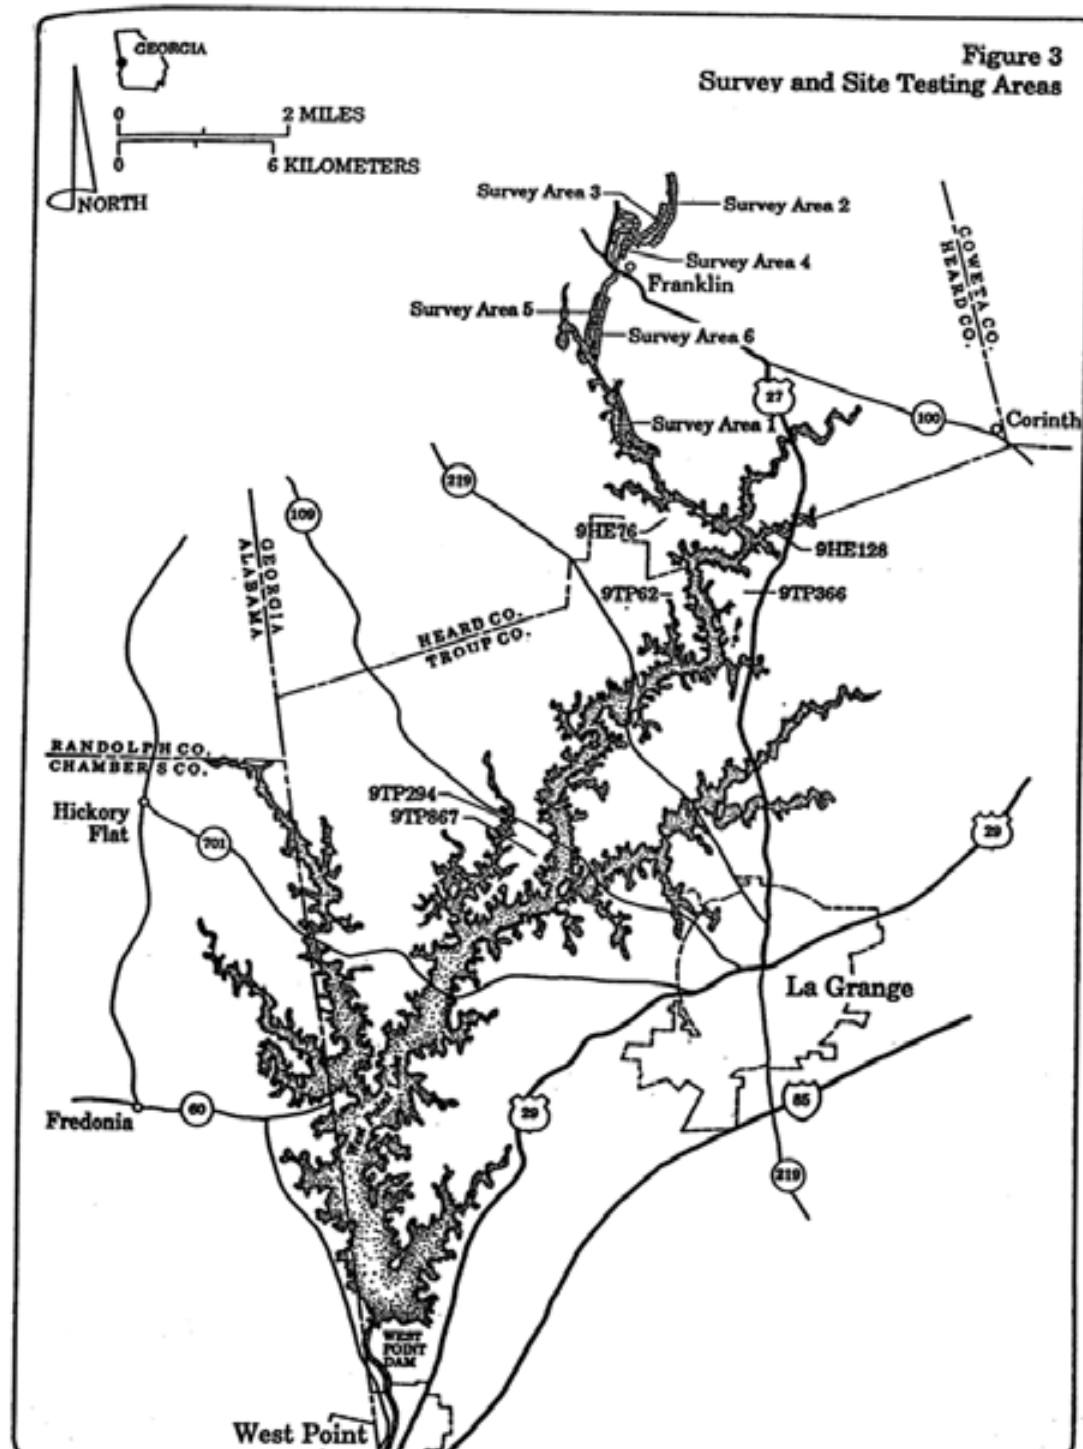 Figure 3
Survey and Site Testing Areas
GEORGIA
0 2 MILES
0 6 KILOMETERS
NORTH
Survey Area 3
Survey Area 2
Survey Area 4
Franklin
Survey Area 5
Survey Area 6
COWETA CO.
HEARD CO.
27
100
Corinth
Survey Area 1
219
109
9HE76
9HE128
GEORGIA
ALABAMA
9TP62
9TP366
HEARD CO.
TROUP CO.
RANDOLPH CO.
CHAMBERS CO.
9TP294
9TP867
Hickory
Flat
701
29
La Grange
85
Fredonia
60
29
219
WEST
POINT
DAM
West Point